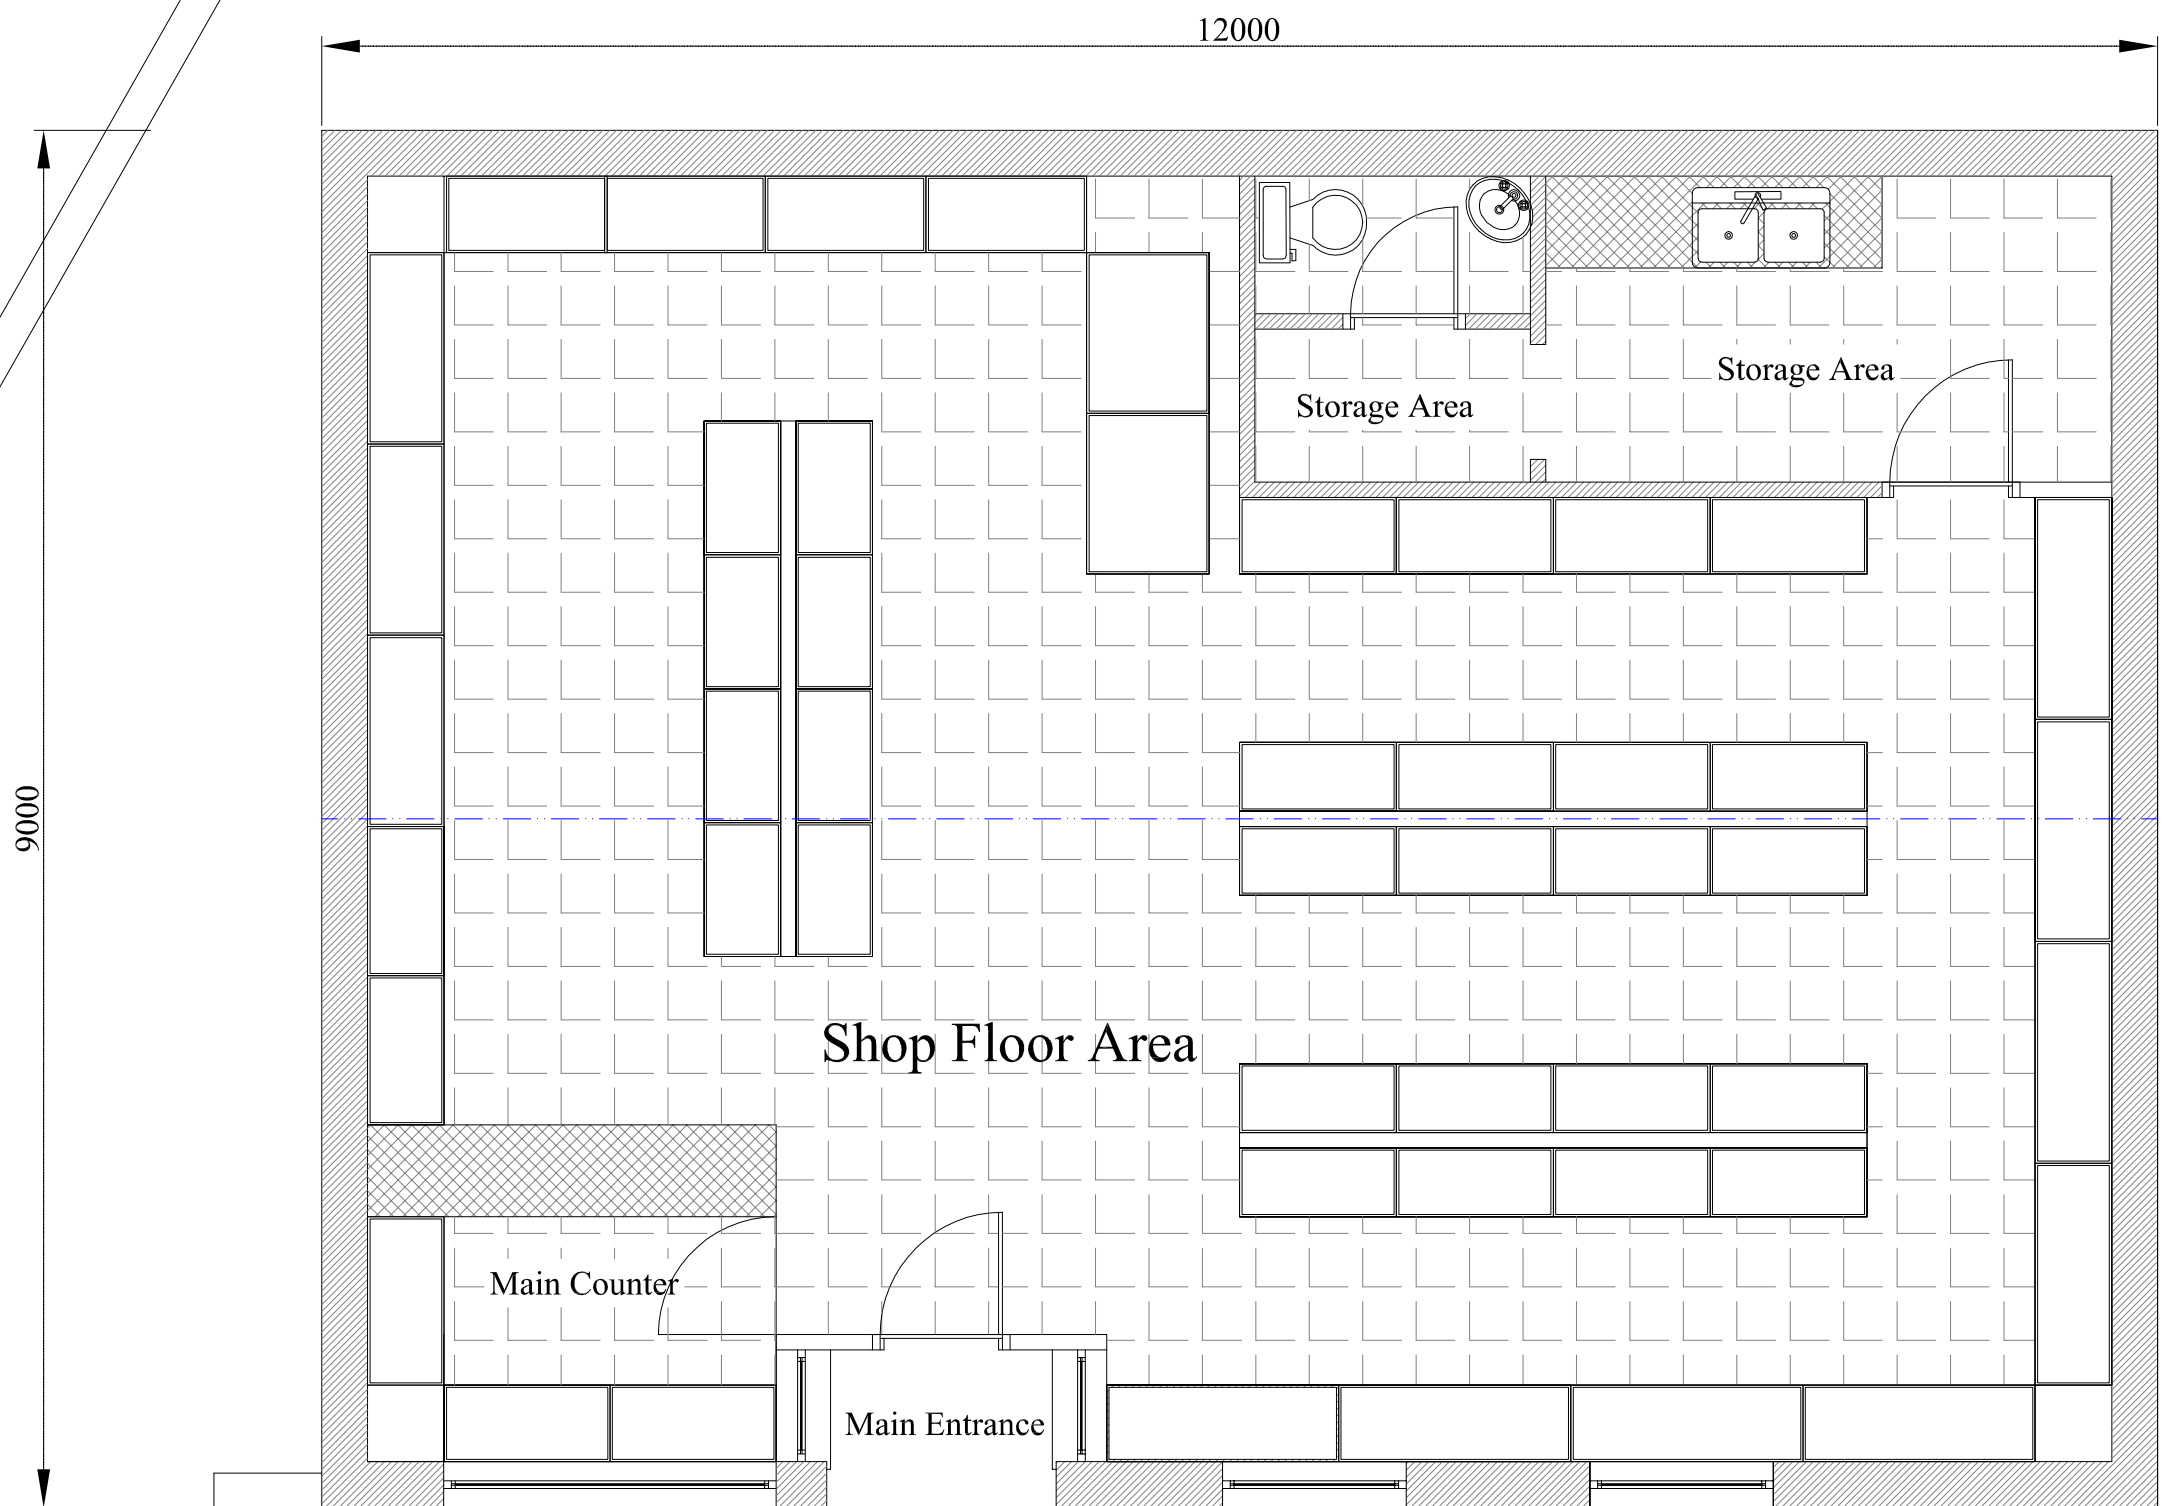 12000
Storage Area
Storage Area
9000
Shop Floor Area
Main Counter
Main Entrance